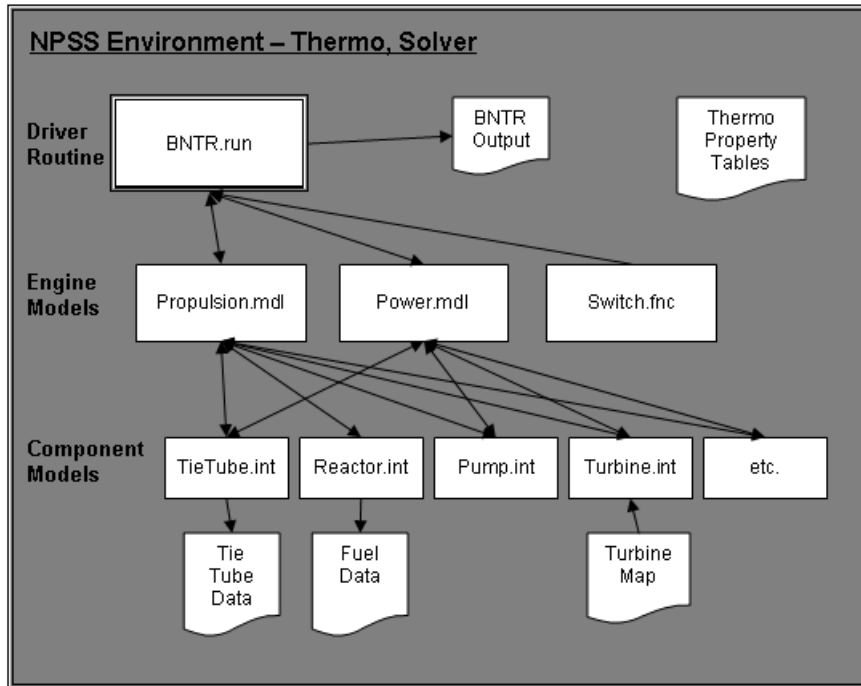 NPSS Environment – Thermo, Solver
Driver
Routine
BNTR.run
BNTR
Output
Thermo
Property
Tables
Engine
Models
Propulsion.mdl
Power.mdl
Switch.fnc
Component
Models
TieTube.int
Reactor.int
Pump.int
Turbine.int
etc.
Tie
Tube
Data
Fuel
Data
Turbine
Map